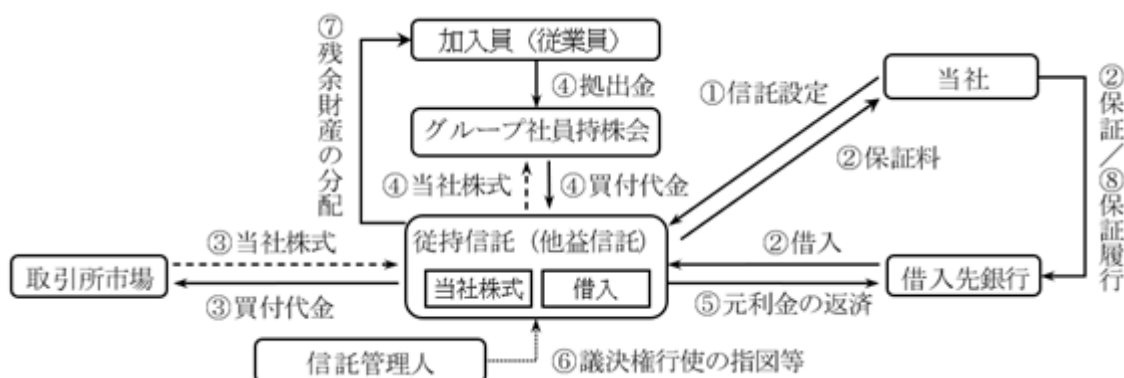 ⑦残余財産の分配
加入員（従業員）
④拠出金
グループ社員持株会
④当社株式
④買付代金
①信託設定
当社
②保証料
②保証／⑧保証履行
③当社株式
従持信託（他益信託）
②借入
取引所市場
当社株式
借入
借入先銀行
③買付代金
⑤元利金の返済
信託管理人
⑥議決権行使の指図等